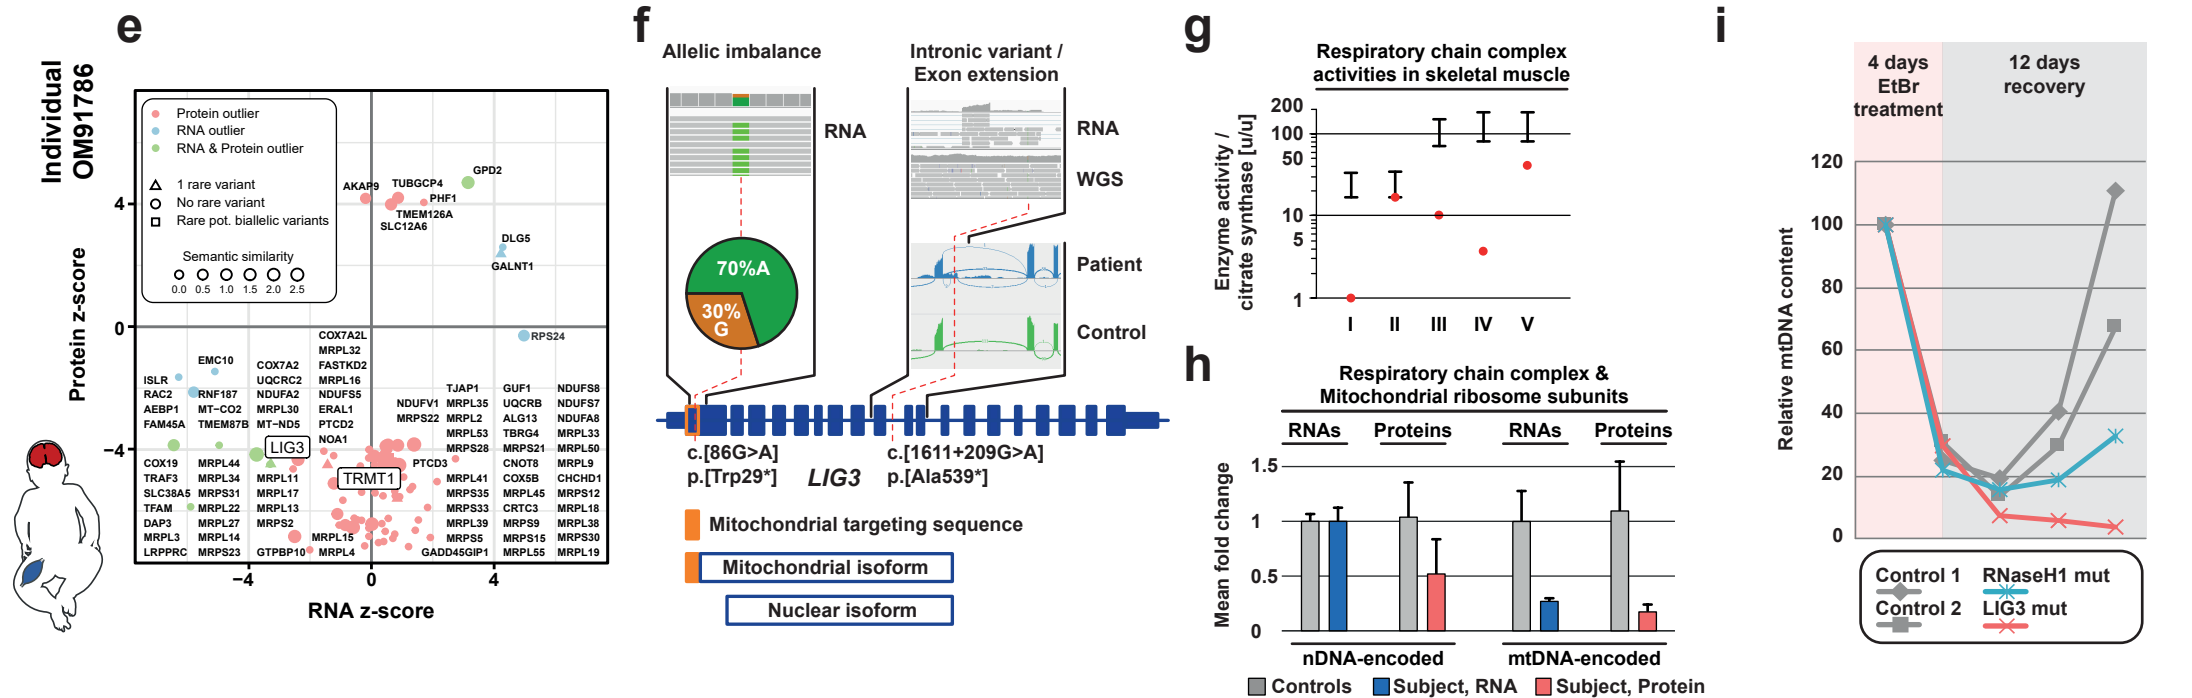 e
Individual
OM91786
Protein outlier
RNA outlier
RNA & Protein outlier
1 rare variant
No rare variant
Rare pot. biallelic variants
Semantic similarity
0.0 0.5 1.0 1.5 2.0 2.5
Protein z-score
4
0
−4
−4 0 4
RNA z-score
GPD2
AKAP9
TUBGCP4
PHF1
TMEM126A
SLC12A6
DLG5
GALNT1
RPS24
EMC10
ISLR
RAC2
RNF187
AEBP1
MT−CO2
FAM45A
TMEM87B
COX7A2
UQCRC2
NDUFA2
MRPL30
MT−ND5
COX7A2L
MRPL32
FASTKD2
MRPL16
NDUFS5
ERAL1
PTCD2
NOA1
LIG3
TRMT1
NDUFV1
MRPS22
PTCD3
TJAP1
MRPL35
MRPL2
MRPL53
MRPS28
GUF1
UQCRB
ALG13
TBRG4
MRPS21
NDUFS8
NDUFS7
NDUFA8
MRPL33
MRPL50
COX19
TRAF3
SLC38A5
TFAM
DAP3
MRPL3
LRPPRC
MRPL44
MRPL34
MRPS31
MRPL22
MRPL27
MRPL14
MRPS23
MRPL11
MRPL17
MRPL13
MRPS2
GTPBP10
MRPL15
MRPL4
MRPL41
MRPS35
MRPS33
MRPL39
MRPS5
GADD45GIP1
CNOT8
COX5B
MRPL45
CRTC3
MRPS9
MRPS15
MRPL55
MRPL9
CHCHD1
MRPS12
MRPL18
MRPL38
MRPS30
MRPL19
f
Allelic imbalance
RNA
70%A
30%
G
Intronic variant /
Exon extension
RNA
WGS
Patient
Control
c.[86G>A]
p.[Trp29*]
LIG3
c.[1611+209G>A]
p.[Ala539*]
Mitochondrial targeting sequence
Mitochondrial isoform
Nuclear isoform
g
Respiratory chain complex
activities in skeletal muscle
Enzyme activity /
citrate synthase [u/u]
200
100
50
10
5
1
I II III IV V
h
Respiratory chain complex &
Mitochondrial ribosome subunits
RNAs Proteins RNAs Proteins
Mean fold change
1.5
1
0.5
0
nDNA-encoded mtDNA-encoded
Controls Subject, RNA Subject, Protein
i
4 days
EtBr
treatment
12 days
recovery
Relative mtDNA content
120
100
80
60
40
20
0
Control 1 RNaseH1 mut
Control 2 LIG3 mut